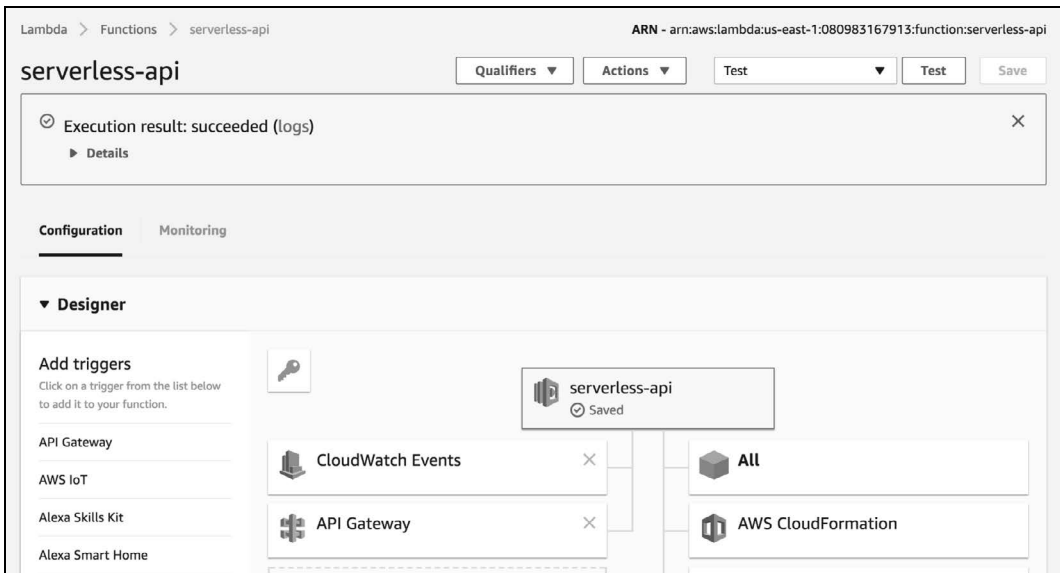 Lambda > Functions > serverless-api
ARN - arn:aws:lambda:us-east-1:080983167913:function:serverless-api
serverless-api
Qualifiers ▼
Actions ▼
Test ▼
Test
Save
Execution result: succeeded (logs)
▶ Details
Configuration
Monitoring
▼ Designer
Add triggers
Click on a trigger from the list below
to add it to your function.
API Gateway
AWS IoT
Alexa Skills Kit
Alexa Smart Home
serverless-api
Saved
CloudWatch Events
API Gateway
All
AWS CloudFormation